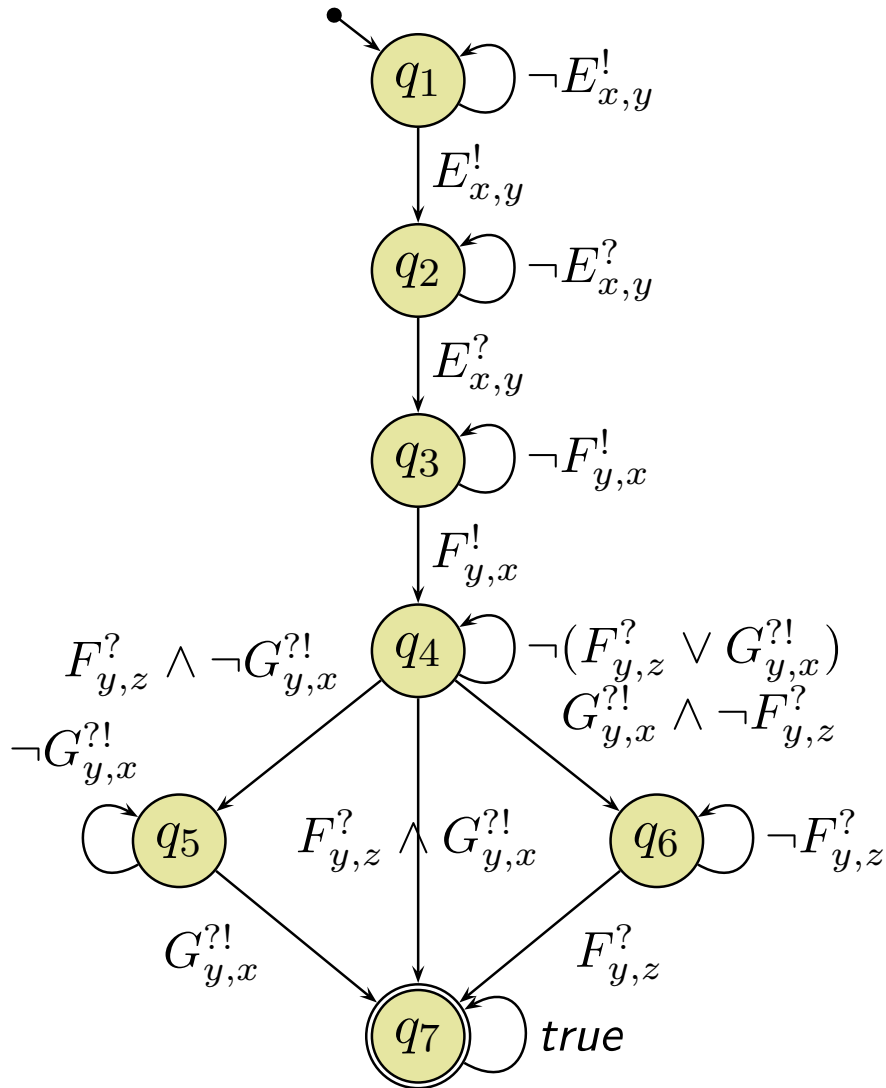 q₁ ¬E^!_{x,y}
E^!_{x,y}
q₂ ¬E^?_{x,y}
E^?_{x,y}
q₃ ¬F^!_{y,x}
F^!_{y,x}
F^?_{y,z} ∧ ¬G^{?!}_{y,x} q₄ ¬(F^?_{y,z} ∨ G^{?!}_{y,x})
G^{?!}_{y,x} ∧ ¬F^?_{y,z}
¬G^{?!}_{y,x}
q₅ F^?_{y,z} ∧ G^{?!}_{y,x} q₆ ¬F^?_{y,z}
G^{?!}_{y,x} F^?_{y,z}
q₇ true